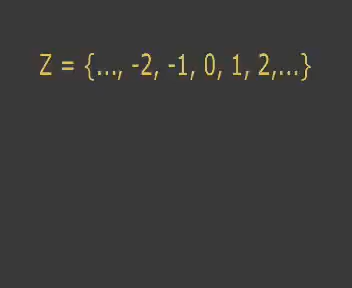 Z = {..., -2, -1, 0, 1, 2,...}